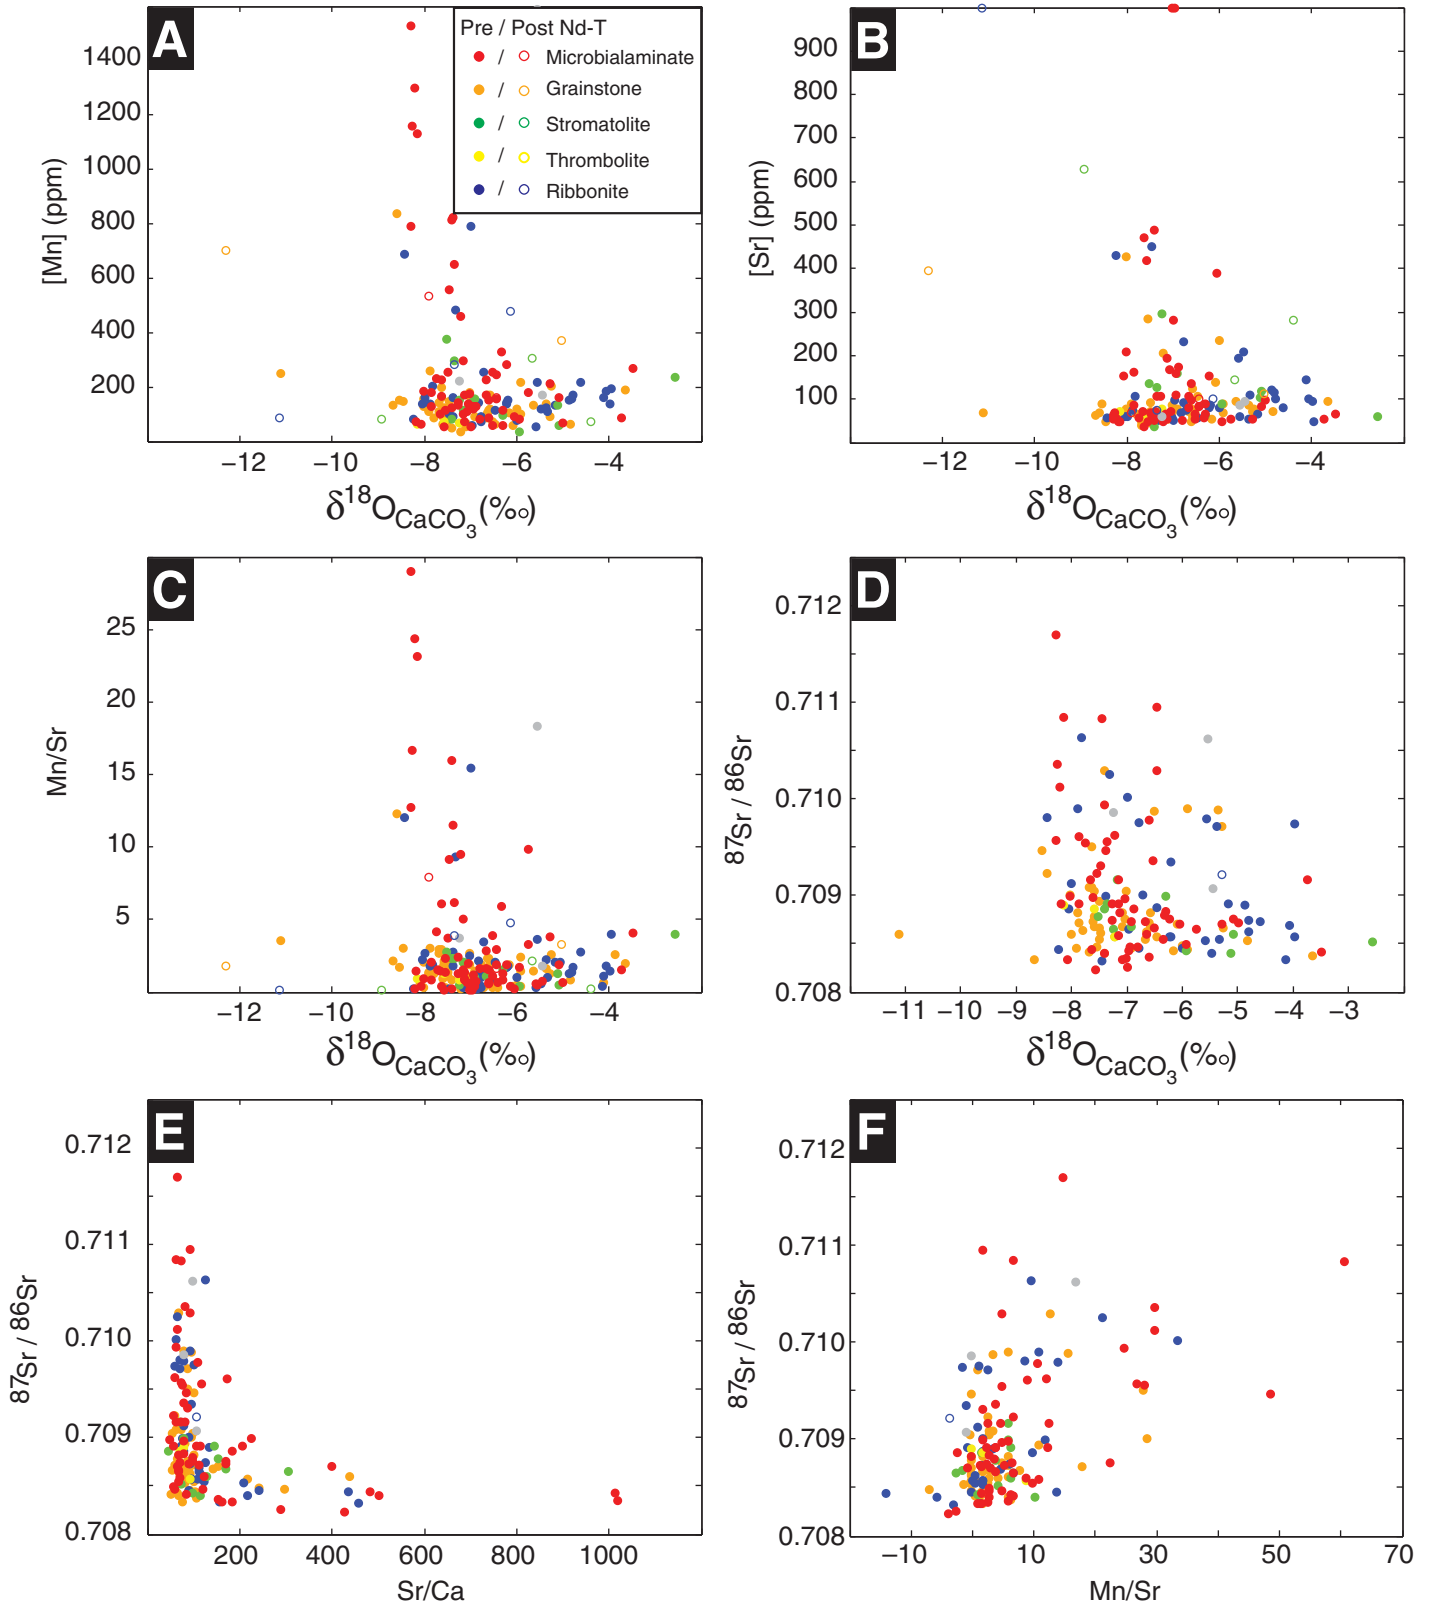 A
Pre / Post Nd-T
/ Microbialaminate
/ Grainstone
/ Stromatolite
/ Thrombolite
/ Ribbonite
1400
1200
1000
800
600
400
200
[Mn] (ppm)
−12 −10 −8 −6 −4
δ18OCaCO3(‰)
B
900
800
700
600
500
400
300
200
100
[Sr] (ppm)
−12 −10 −8 −6 −4
δ18OCaCO3(‰)
C
25
20
15
10
5
Mn/Sr
−12 −10 −8 −6 −4
δ18OCaCO3(‰)
D
0.712
0.711
0.710
0.709
0.708
87Sr / 86Sr
−11 −10 −9 −8 −7 −6 −5 −4 −3
δ18OCaCO3(‰)
E
0.712
0.711
0.710
0.709
0.708
87Sr / 86Sr
200 400 600 800 1000
Sr/Ca
F
0.712
0.711
0.710
0.709
0.708
87Sr / 86Sr
−10 10 30 50 70
Mn/Sr